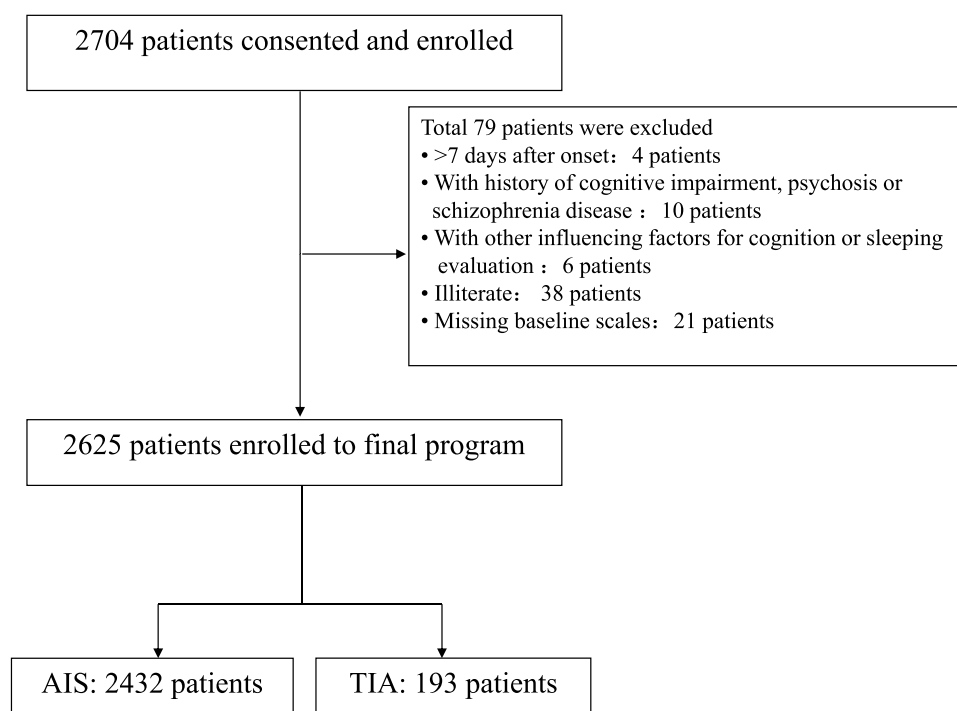 2704 patients consented and enrolled
Total 79 patients were excluded
• >7 days after onset：4 patients
• With history of cognitive impairment, psychosis or
schizophrenia disease ：10 patients
• With other influencing factors for cognition or sleeping
evaluation ：6 patients
• Illiterate： 38 patients
• Missing baseline scales：21 patients
2625 patients enrolled to final program
AIS: 2432 patients
TIA: 193 patients